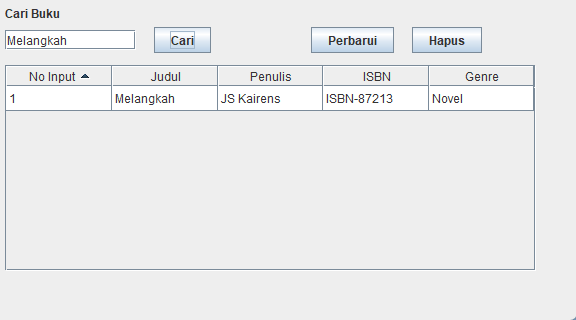 Cari Buku
Melangkah Cari Perbarui Hapus
No Input Judul Penulis ISBN Genre
1 Melangkah JS Kairens ISBN-87213 Novel